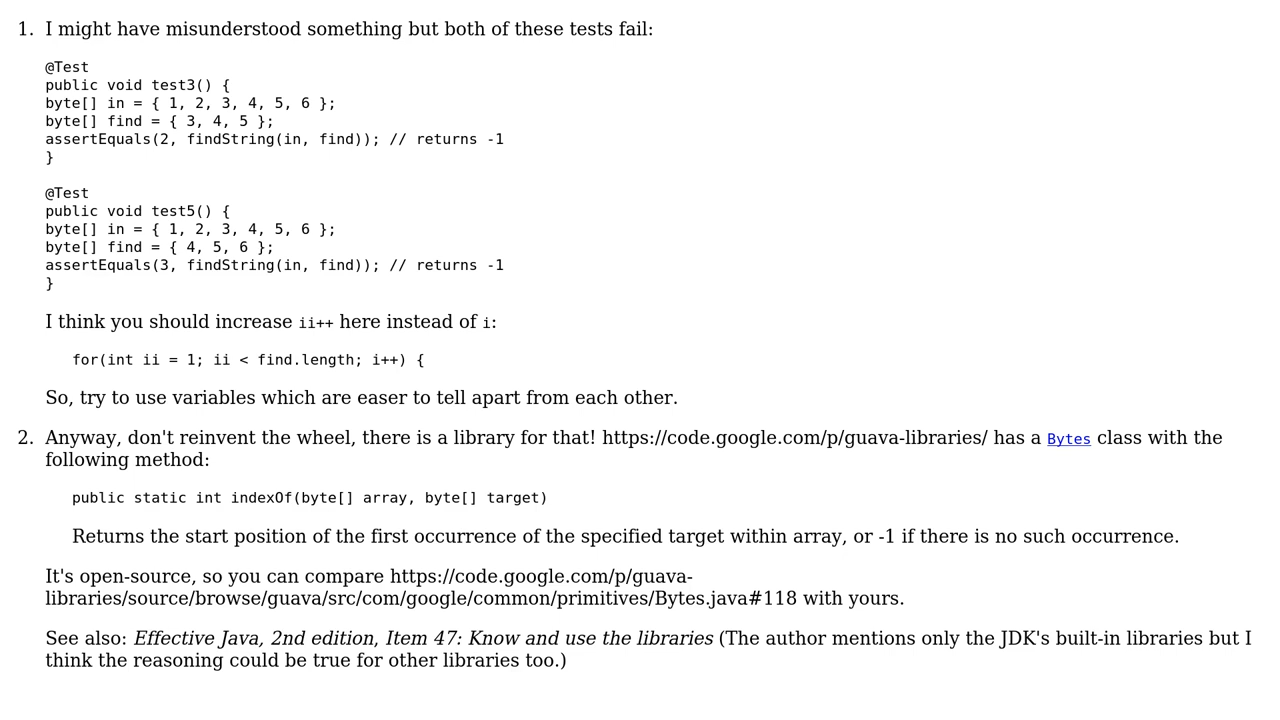 1. I might have misunderstood something but both of these tests fail:
@Test
public void test3() {
byte[] in = { 1, 2, 3, 4, 5, 6 };
byte[] find = { 3, 4, 5 };
assertEquals(2, findString(in, find)); // returns -1
}
@Test
public void test5() {
byte[] in = { 1, 2, 3, 4, 5, 6 };
byte[] find = { 4, 5, 6 };
assertEquals(3, findString(in, find)); // returns -1
}
I think you should increase ii++ here instead of i:
for(int ii = 1; ii < find.length; i++) {
So, try to use variables which are easer to tell apart from each other.
2. Anyway, don't reinvent the wheel, there is a library for that! https://code.google.com/p/guava-libraries/ has a Bytes class with the
following method:
public static int indexOf(byte[] array, byte[] target)
Returns the start position of the first occurrence of the specified target within array, or -1 if there is no such occurrence.
It's open-source, so you can compare https://code.google.com/p/guava-
libraries/source/browse/guava/src/com/google/common/primitives/Bytes.java#118 with yours.
See also: Effective Java, 2nd edition, Item 47: Know and use the libraries (The author mentions only the JDK's built-in libraries but I
think the reasoning could be true for other libraries too.)